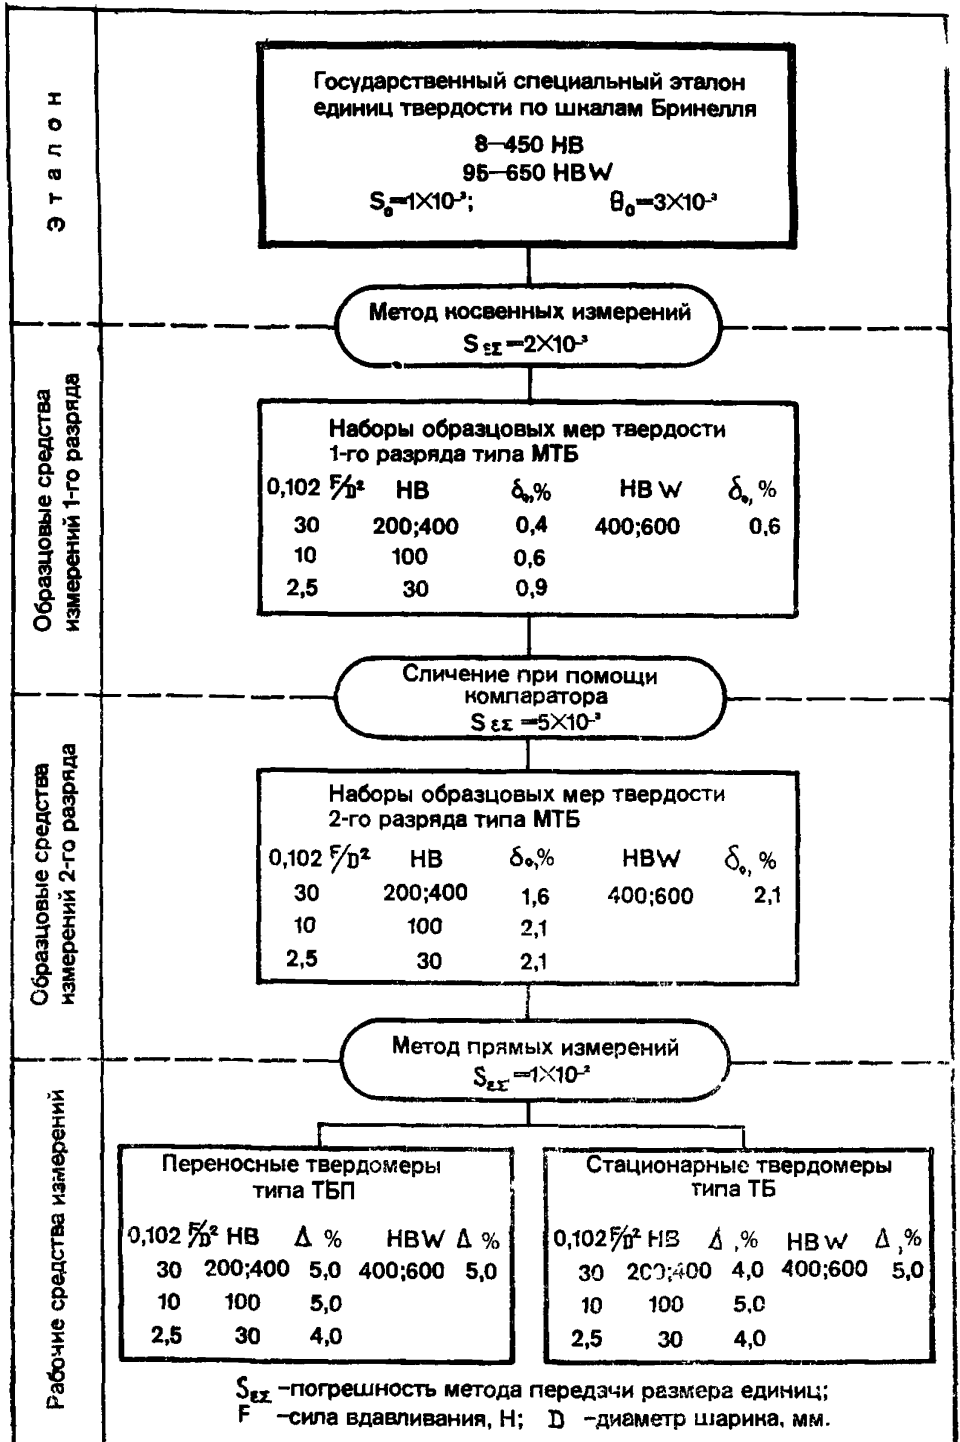 Эталон
Государственный специальный эталон
единиц твердости по шкалам Бринелля
8—450 HB
95—650 HBW
S₀=1×10⁻³; θ₀=3×10⁻³
Метод косвенных измерений
S εΣ =2×10⁻³
Образцовые средства
измерений 1-го разряда
Наборы образцовых мер твердости
1-го разряда типа МТБ
0,102 F/D² HB δ₀,% HBW δ₀, %
30 200;400 0,4 400;600 0,6
10 100 0,6
2,5 30 0,9
Сличение при помощи
компаратора
S εΣ =5×10⁻³
Образцовые средства
измерений 2-го разряда
Наборы образцовых мер твердости
2-го разряда типа МТБ
0,102 F/D² HB δ₀,% HBW δ₀, %
30 200;400 1,6 400;600 2,1
10 100 2,1
2,5 30 2,1
Метод прямых измерений
S εΣ =1×10⁻²
Рабочие средства измерений
Переносные твердомеры
типа ТБП
0,102 F/D² HB Δ % HBW Δ %
30 200;400 5,0 400;600 5,0
10 100 5,0
2,5 30 4,0
Стационарные твердомеры
типа ТБ
0,102 F/D² HB Δ ,% HBW Δ ,%
30 200;400 4,0 400;600 5,0
10 100 5,0
2,5 30 4,0
S εΣ –погрешность метода передачи размера единиц;
F –сила вдавливания, Н; D –диаметр шарика, мм.